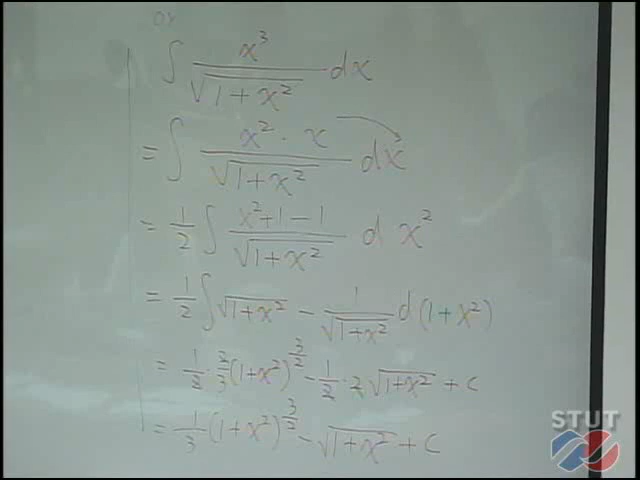 ∫ x³/√(1+x²) dx
= ∫ x²·x/√(1+x²) dx
= 1/2 ∫ (x²+1-1)/√(1+x²) d x²
= 1/2 ∫ √(1+x²) - 1/√(1+x²) d(1+x²)
= 1/2 · 2/3 (1+x²)^(3/2) - 1/2 · 2 √(1+x²) + c
= 1/3 (1+x²)^(3/2) - √(1+x²) + c
STUT